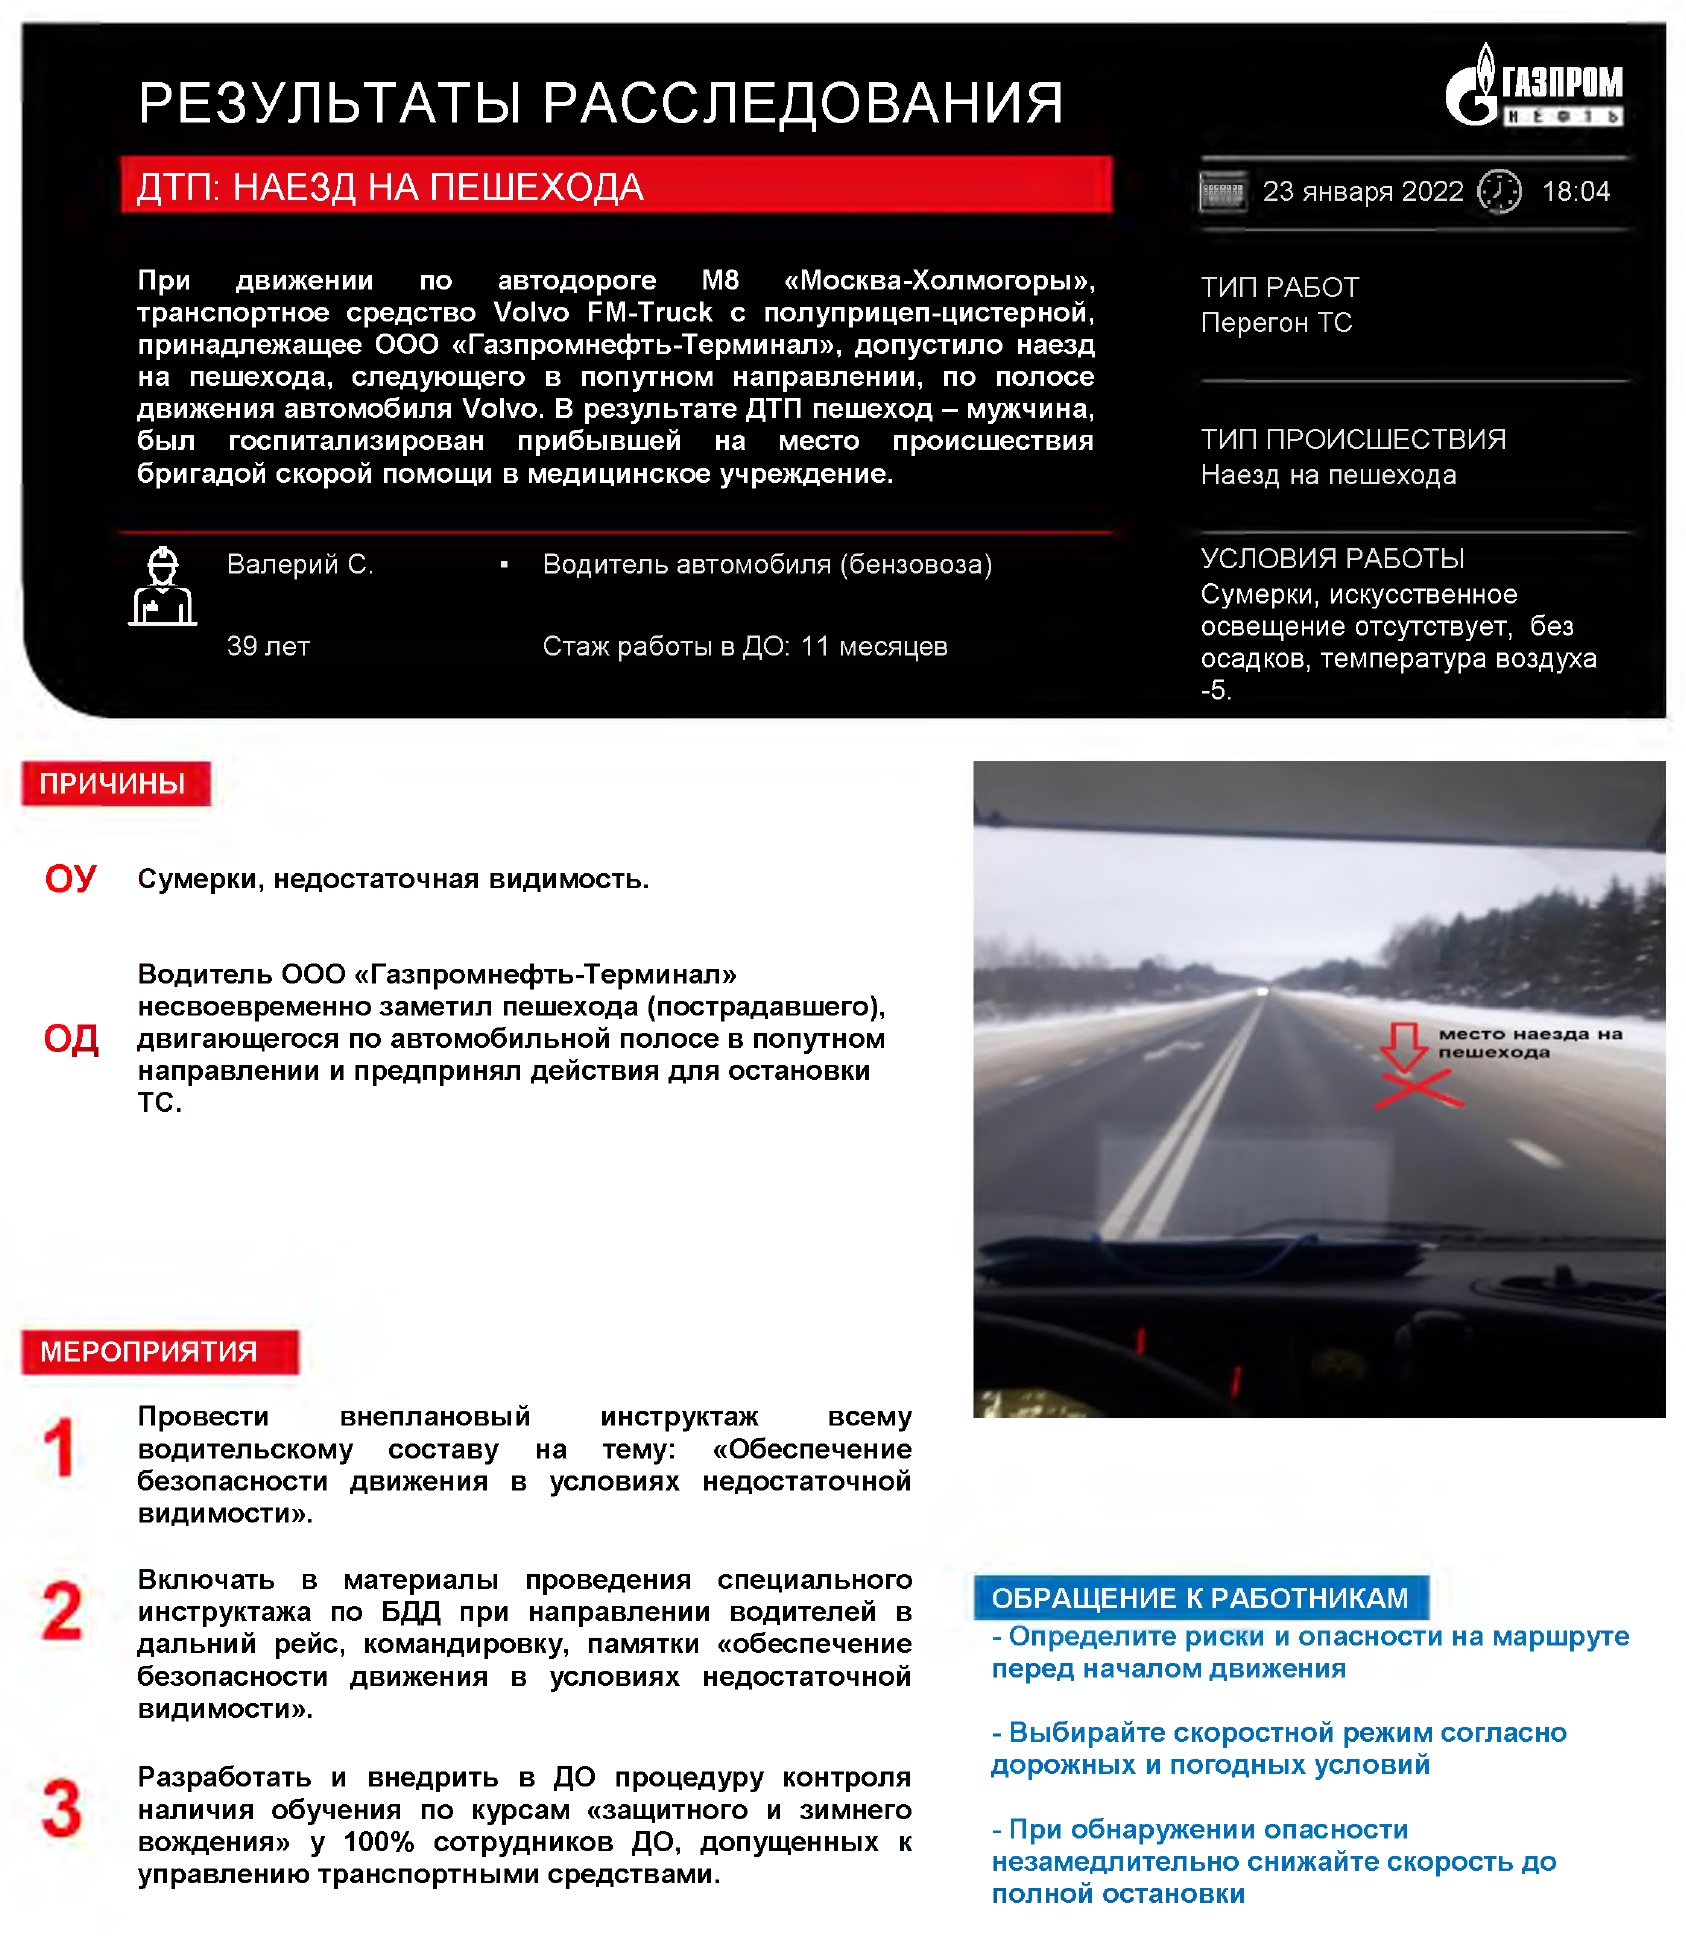 РЕЗУЛЬТАТЫ РАССЛЕДОВАНИЯ
ГАЗПРОМ
НЕФТЬ
ДТП: НАЕЗД НА ПЕШЕХОДА
23 января 2022
18:04
При движении по автодороге М8 «Москва-Холмогоры»,
транспортное средство Volvo FM-Truck с полуприцеп-цистерной,
принадлежащее ООО «Газпромнефть-Терминал», допустило наезд
на пешехода, следующего в попутном направлении, по полосе
движения автомобиля Volvo. В результате ДТП пешеход – мужчина,
был госпитализирован прибывшей на место происшествия
бригадой скорой помощи в медицинское учреждение.
ТИП РАБОТ
Перегон ТС
ТИП ПРОИСШЕСТВИЯ
Наезд на пешехода
Валерий С.
▪ Водитель автомобиля (бензовоза)
39 лет
Стаж работы в ДО: 11 месяцев
УСЛОВИЯ РАБОТЫ
Сумерки, искусственное
освещение отсутствует, без
осадков, температура воздуха
-5.
ПРИЧИНЫ
ОУ
Сумерки, недостаточная видимость.
ОД
Водитель ООО «Газпромнефть-Терминал»
несвоевременно заметил пешехода (пострадавшего),
двигающегося по автомобильной полосе в попутном
направлении и предпринял действия для остановки
ТС.
место наезда на
пешехода
МЕРОПРИЯТИЯ
1
Провести внеплановый инструктаж всему
водительскому составу на тему: «Обеспечение
безопасности движения в условиях недостаточной
видимости».
2
Включать в материалы проведения специального
инструктажа по БДД при направлении водителей в
дальний рейс, командировку, памятки «обеспечение
безопасности движения в условиях недостаточной
видимости».
3
Разработать и внедрить в ДО процедуру контроля
наличия обучения по курсам «защитного и зимнего
вождения» у 100% сотрудников ДО, допущенных к
управлению транспортными средствами.
ОБРАЩЕНИЕ К РАБОТНИКАМ
- Определите риски и опасности на маршруте
перед началом движения
- Выбирайте скоростной режим согласно
дорожных и погодных условий
- При обнаружении опасности
незамедлительно снижайте скорость до
полной остановки